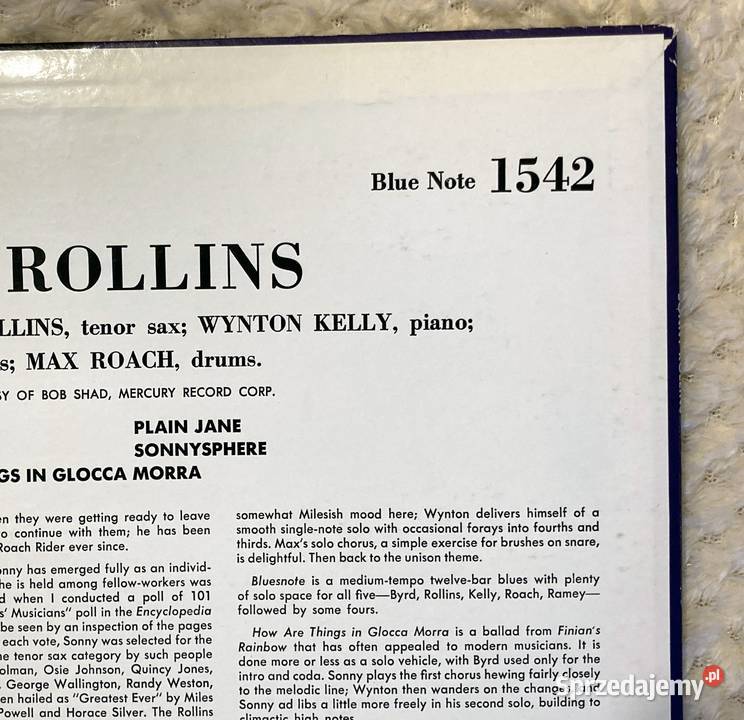 Blue Note 1542
ROLLINS
LLINS, tenor sax; WYNTON KELLY, piano;
s; MAX ROACH, drums.
SY OF BOB SHAD, MERCURY RECORD CORP.
PLAIN JANE
SONNYSPHERE
GS IN GLOCCA MORRA
en they were getting ready to leave
o continue with them; he has been
Roach Rider ever since.
onny has emerged fully as an individ-
he is held among fellow-workers was
d when I conducted a poll of 101
s' Musicians" poll in the Encyclopedia
be seen by an inspection of the pages
each vote, Sonny was selected for the
ne tenor sax category by such people
olman, Osie Johnson, Quincy Jones,
, George Wallington, Randy Weston,
en hailed as "Greatest Ever" by Miles
Powell and Horace Silver. The Rollins
somewhat Milesish mood here; Wynton delivers himself of a
smooth single-note solo with occasional forays into fourths and
thirds. Max's solo chorus, a simple exercise for brushes on snare,
is delightful. Then back to the unison theme.
Bluesnote is a medium-tempo twelve-bar blues with plenty
of solo space for all five—Byrd, Rollins, Kelly, Roach, Ramey—
followed by some fours.
How Are Things in Glocca Morra is a ballad from Finian's
Rainbow that has often appealed to modern musicians. It is
done more or less as a solo vehicle, with Byrd used only for the
intro and coda. Sonny plays the first chorus hewing fairly closely
to the melodic line; Wynton then wanders on the changes and
Sonny ad libs a little more freely in his second solo, building to
climactic high notes.
Sprzedajemy.pl